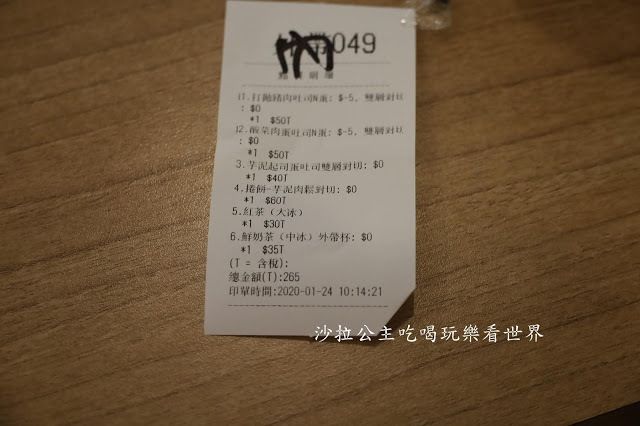 內
049
11.打拋豬肉吐司N蛋: $-5, 雙層對切
: $0
*1 $50T
12.酸菜肉蛋吐司N蛋: $-5, 雙層對切
: $0
*1 $50T
3.芋泥起司蛋吐司雙層對切: $0
*1 $40T
4.捲餅-芋泥肉鬆對切: $0
*1 $60T
5.紅茶（大冰）
*1 $30T
6.鮮奶茶（中冰）外帶杯: $0
*1 $35T
(T = 含稅):
總金額(T):265
印單時間:2020-01-24 10:14:21
沙拉公主吃喝玩樂看世界